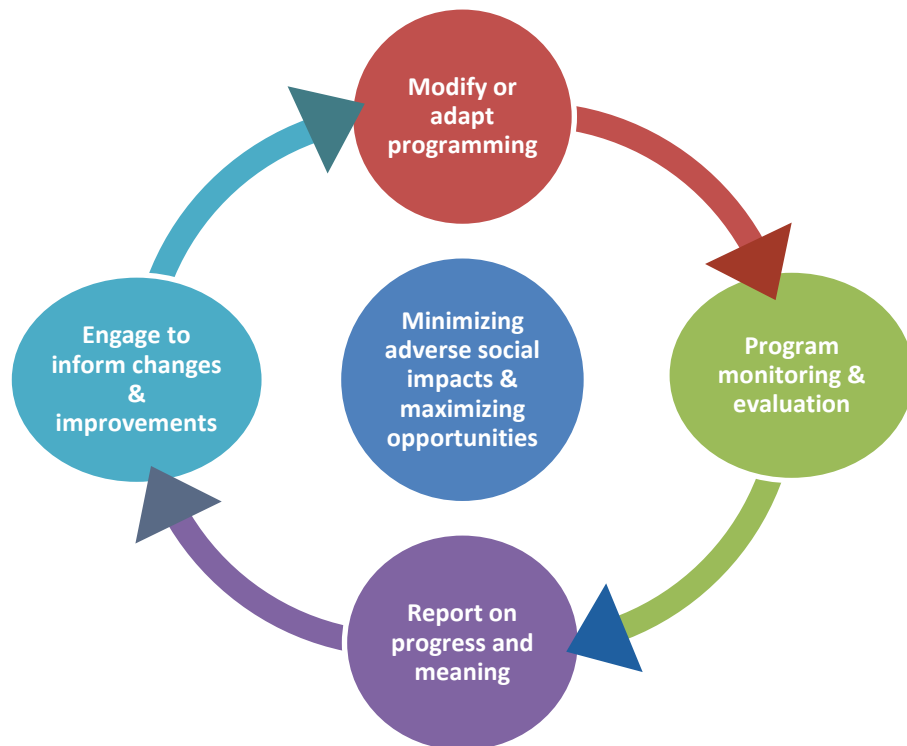 Modify or
adapt
programming
Engage to
inform changes
&
improvements
Minimizing
adverse social
impacts &
maximizing
opportunities
Program
monitoring &
evaluation
Report on
progress and
meaning